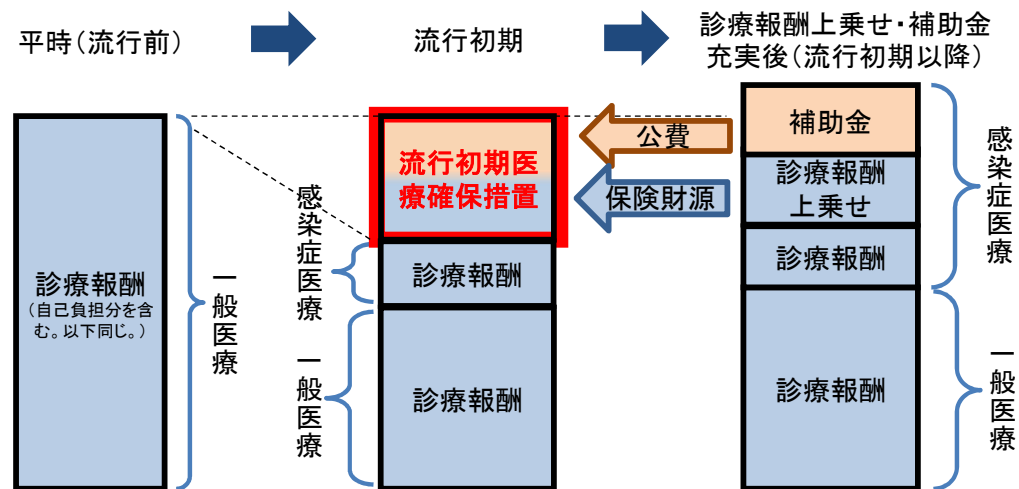 平時（流行前）
流行初期
診療報酬上乗せ・補助金
充実後（流行初期以降）
診療報酬
（自己負担分を含
む。以下同じ。）
一般医療
流行初期医
療確保措置
感染症医療
診療報酬
一般医療
診療報酬
公費
保険財源
補助金
診療報酬
上乗せ
診療報酬
感染症医療
診療報酬
一般医療